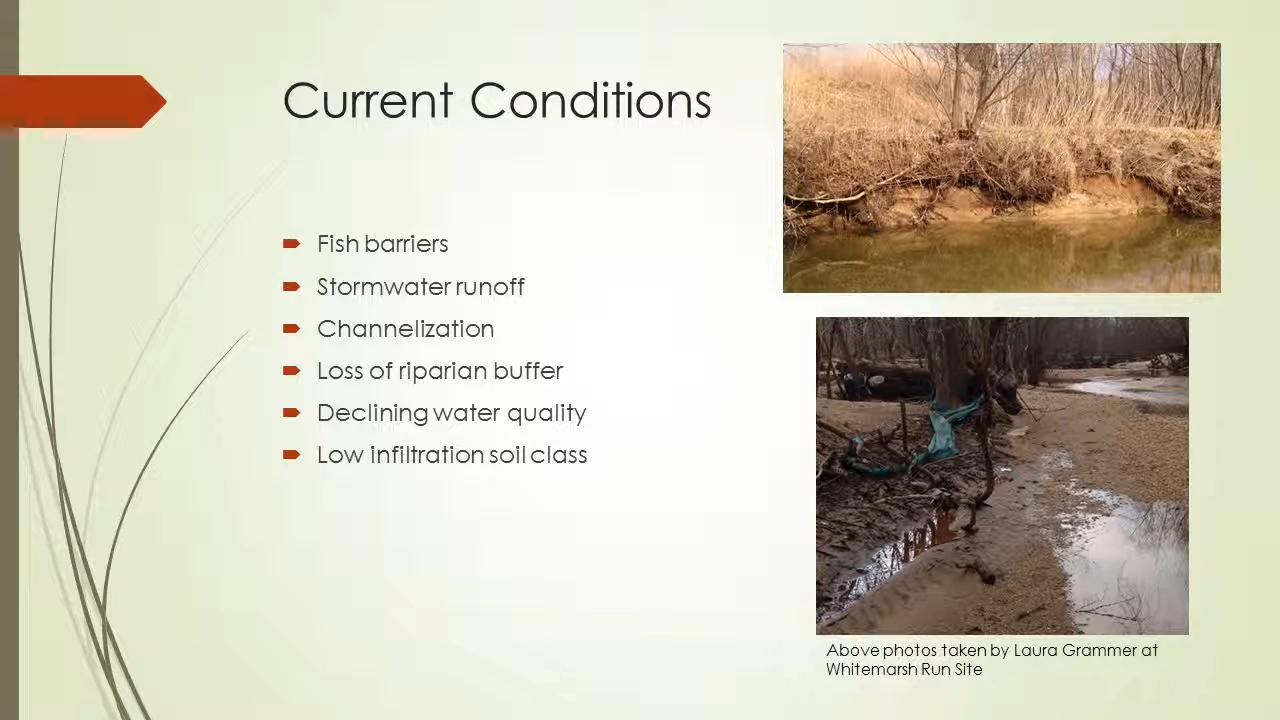 Current Conditions
Fish barriers
Stormwater runoff
Channelization
Loss of riparian buffer
Declining water quality
Low infiltration soil class
Above photos taken by Laura Grammer at
Whitemarsh Run Site